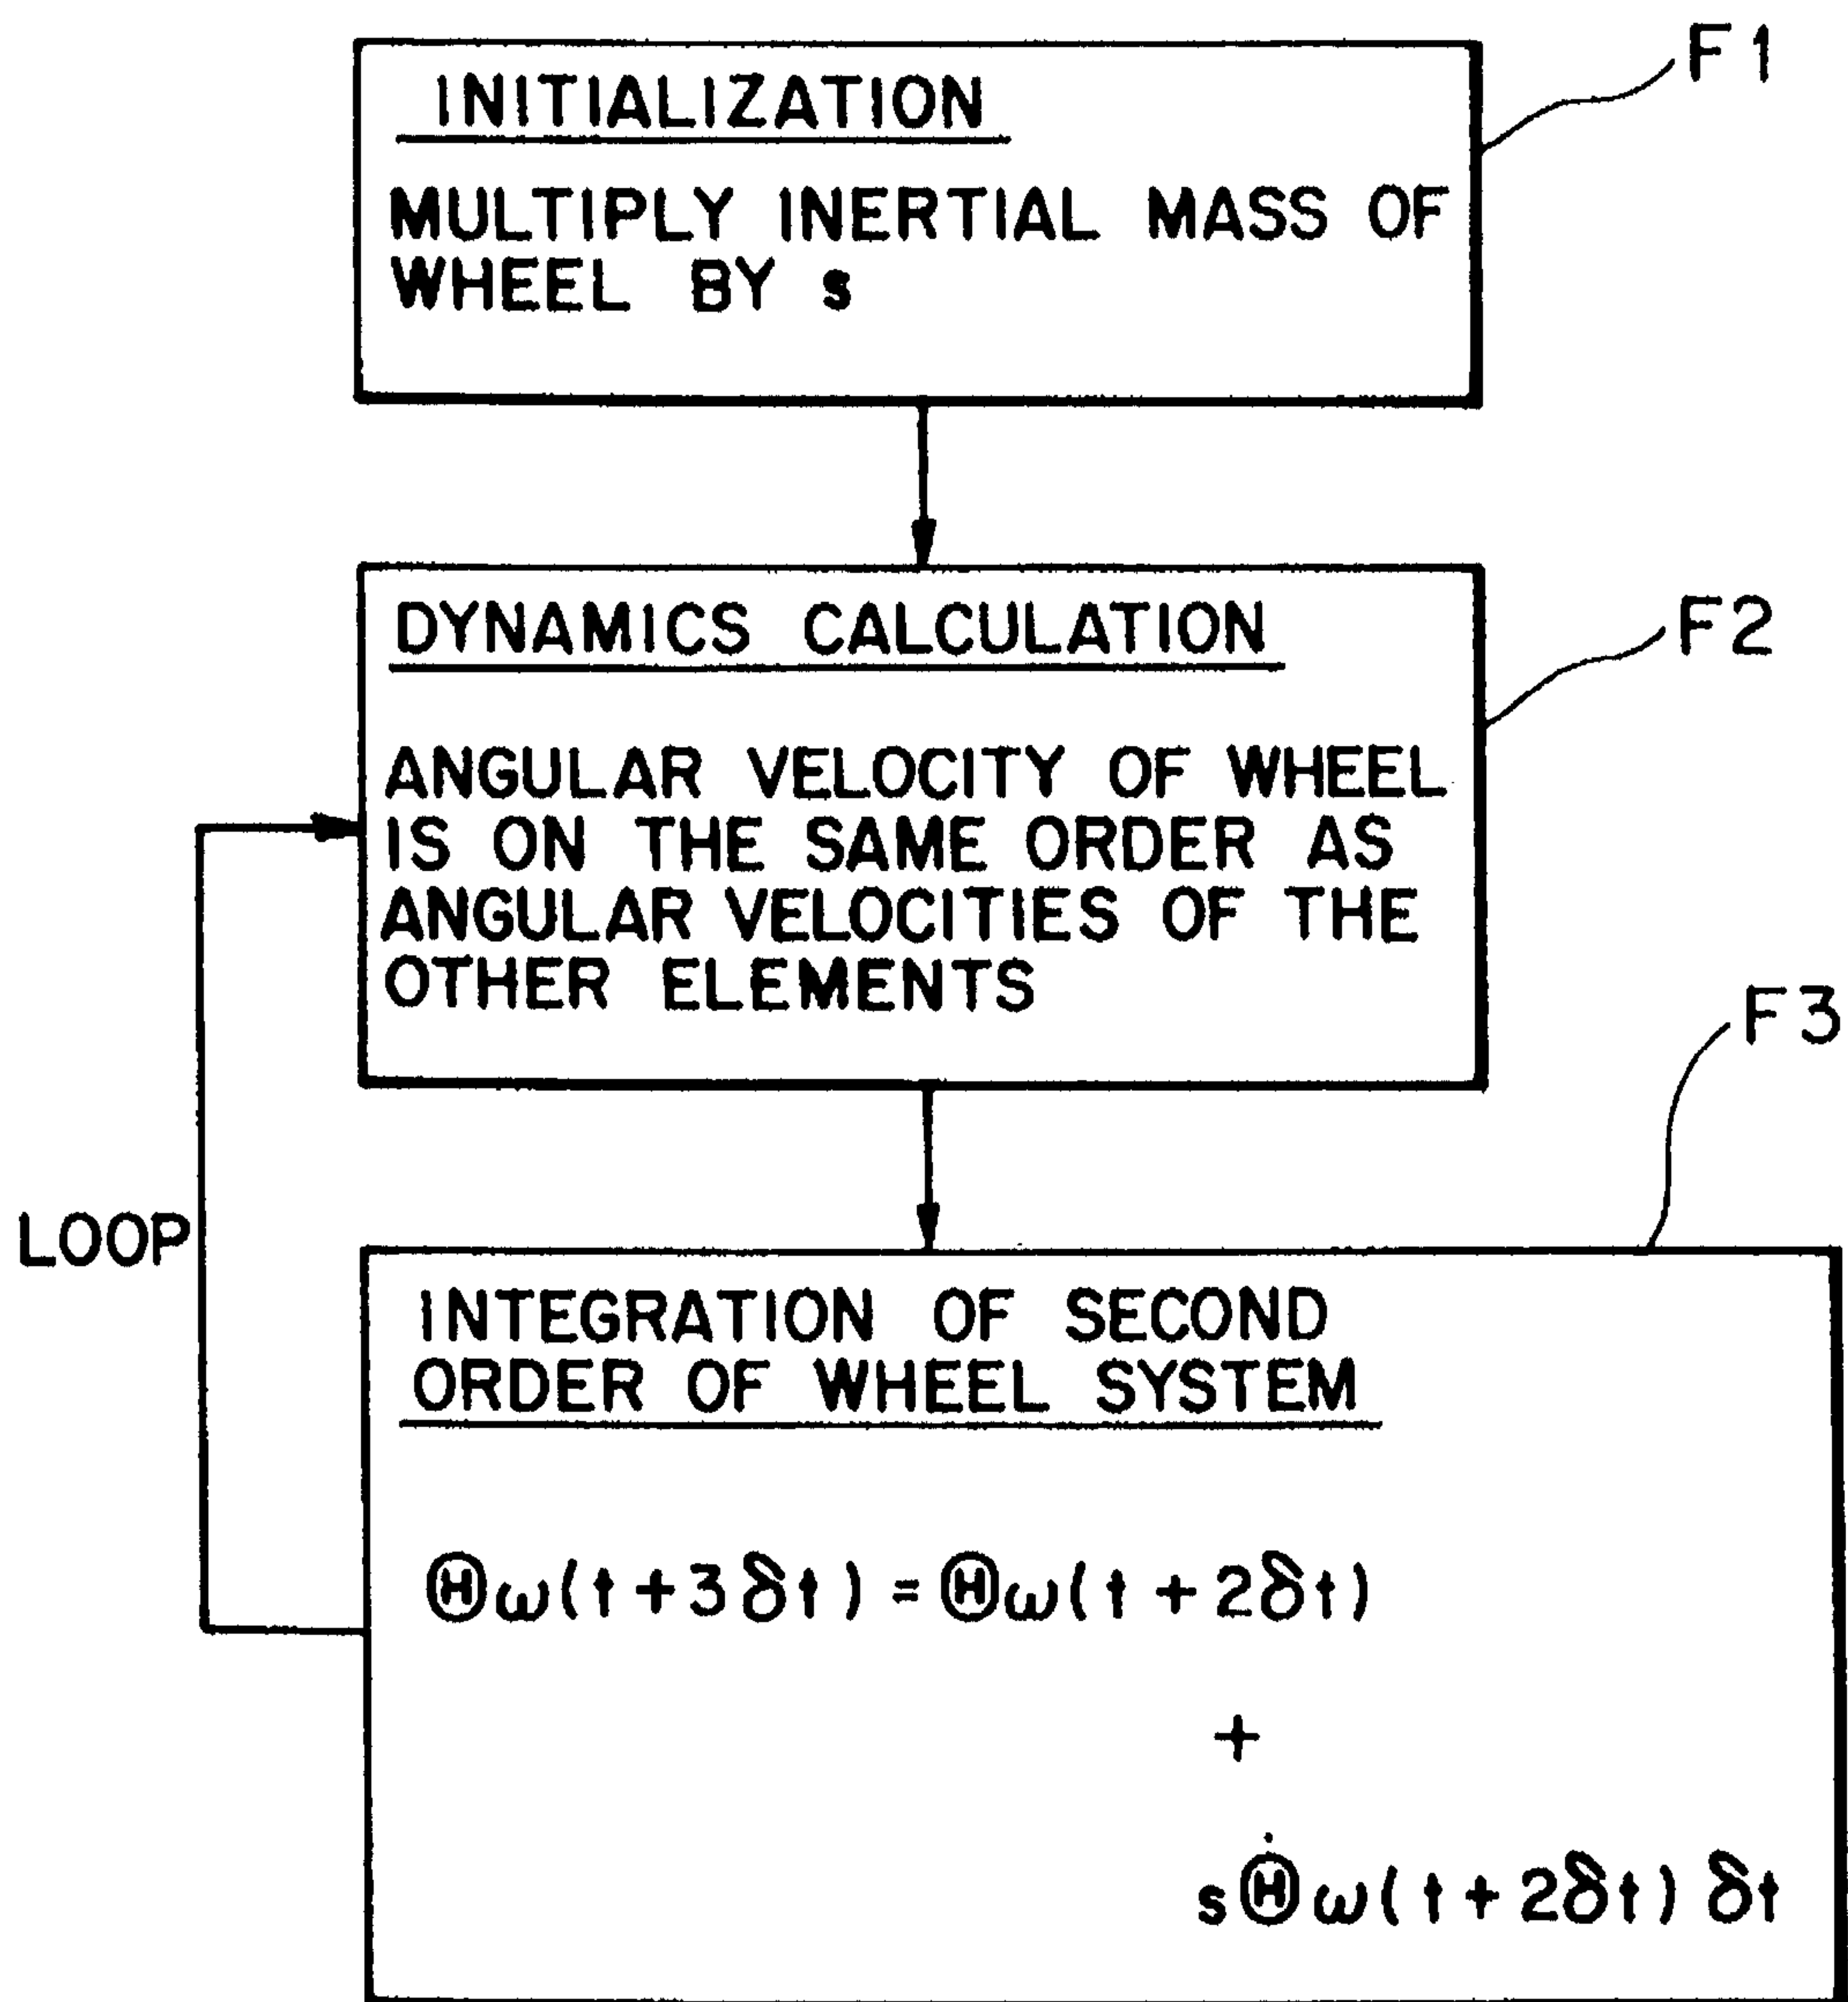 F1
INITIALIZATION
MULTIPLY INERTIAL MASS OF
WHEEL BY s
F2
DYNAMICS CALCULATION
ANGULAR VELOCITY OF WHEEL
IS ON THE SAME ORDER AS
ANGULAR VELOCITIES OF THE
OTHER ELEMENTS
F3
LOOP
INTEGRATION OF SECOND
ORDER OF WHEEL SYSTEM
Θω(t+3δt)=Θω(t+2δt)
+
sΘ̇ω(t+2δt)δt